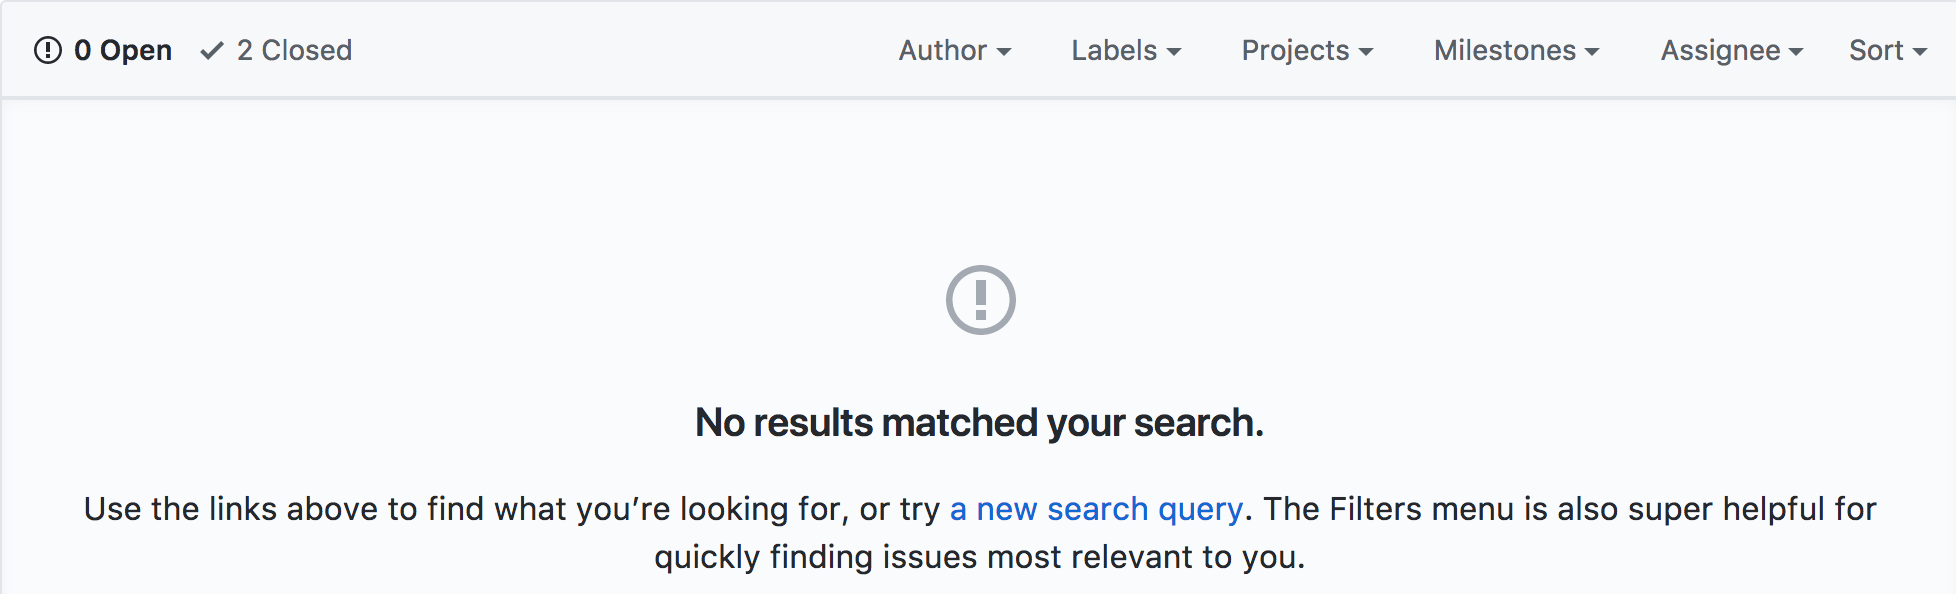 0 Open 2 Closed Author Labels Projects Milestones Assignee Sort
No results matched your search.
Use the links above to find what you’re looking for, or try a new search query. The Filters menu is also super helpful for
quickly finding issues most relevant to you.